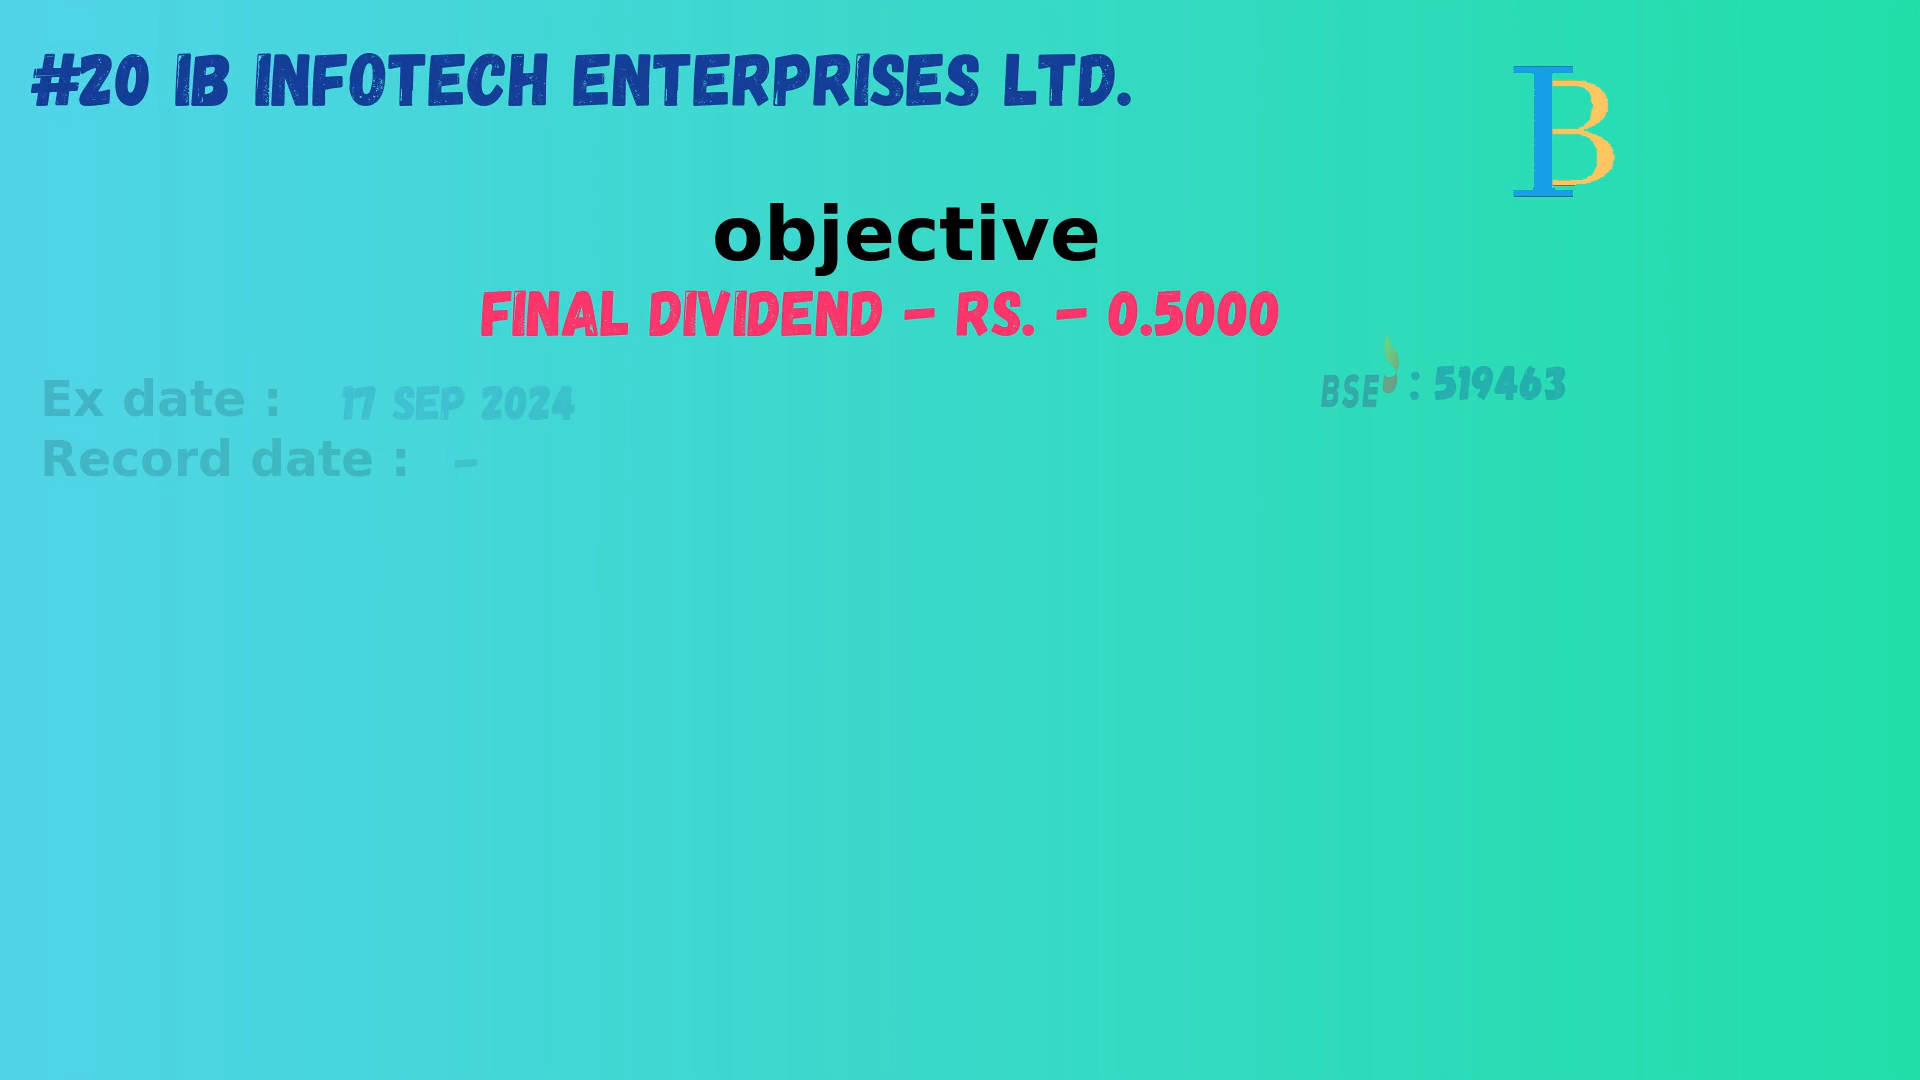 #20 IB INFOTECH ENTERPRISES LTD.
IB
objective
FINAL DIVIDEND - RS. - 0.5000
Ex date : 17 SEP 2024
BSE : 519463
Record date : -